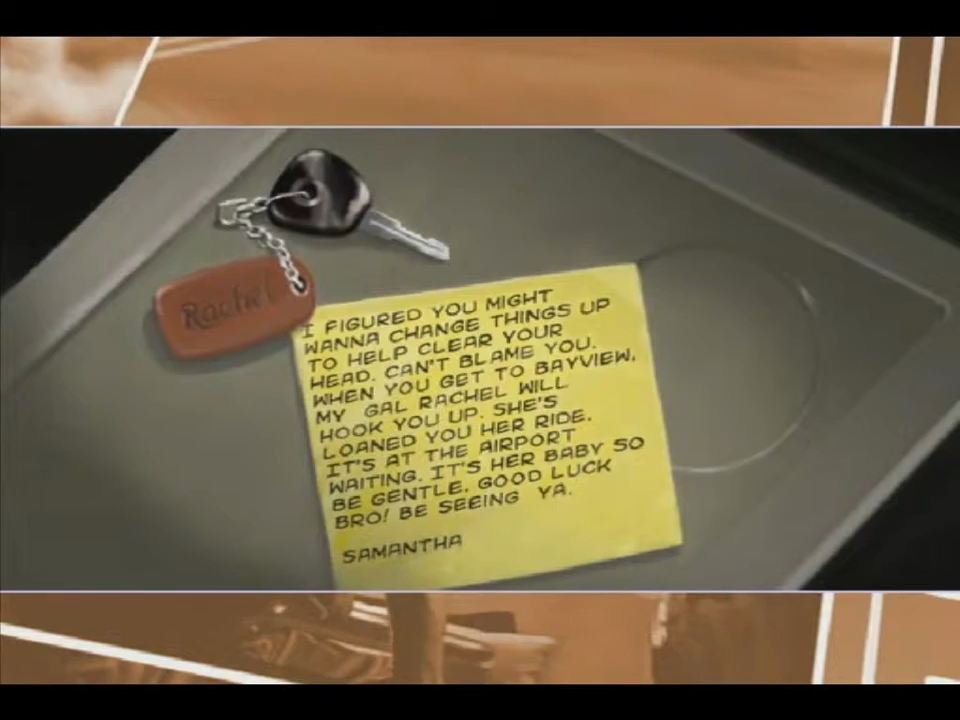 Rachel
I FIGURED YOU MIGHT
WANNA CHANGE THINGS UP
TO HELP CLEAR YOUR
HEAD. CAN'T BLAME YOU.
WHEN YOU GET TO BAYVIEW,
MY GAL RACHEL WILL
HOOK YOU UP. SHE'S
LOANED YOU HER RIDE.
IT'S AT THE AIRPORT
WAITING. IT'S HER BABY SO
BE GENTLE. GOOD LUCK
BRO! BE SEEING YA.
SAMANTHA